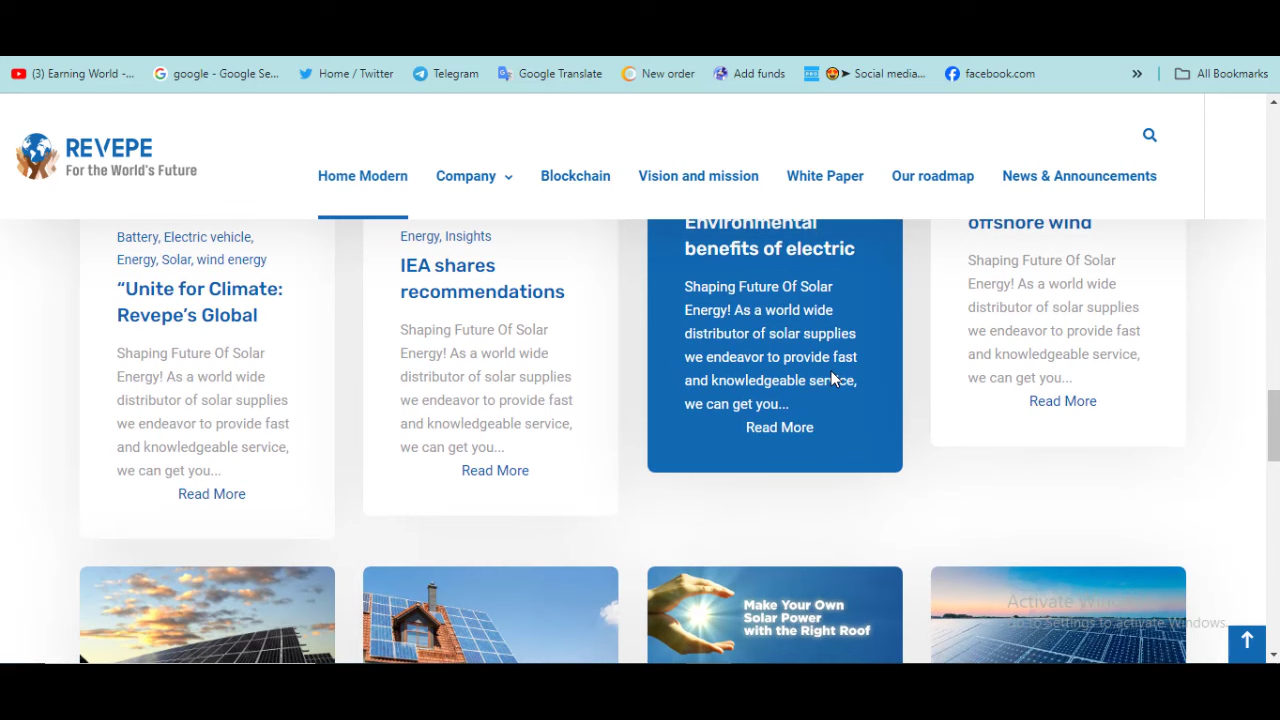 (3) Earning World -...
google - Google Se...
Home / Twitter
Telegram
Google Translate
New order
Add funds
Social media...
facebook.com
»
All Bookmarks
REVEPE
For the World's Future
Home Modern
Company
Blockchain
Vision and mission
White Paper
Our roadmap
News & Announcements
Battery, Electric vehicle,
Energy, Solar, wind energy
“Unite for Climate:
Revepe’s Global
Shaping Future Of Solar
Energy! As a world wide
distributor of solar supplies
we endeavor to provide fast
and knowledgeable service,
we can get you...
Read More
Energy, Insights
IEA shares
recommendations
Shaping Future Of Solar
Energy! As a world wide
distributor of solar supplies
we endeavor to provide fast
and knowledgeable service,
we can get you...
Read More
Environmental
benefits of electric
Shaping Future Of Solar
Energy! As a world wide
distributor of solar supplies
we endeavor to provide fast
and knowledgeable service,
we can get you...
Read More
offshore wind
Shaping Future Of Solar
Energy! As a world wide
distributor of solar supplies
we endeavor to provide fast
and knowledgeable service,
we can get you...
Read More
Make Your Own
Solar Power
with the Right Roof
Activate Windows
Go to Settings to activate Windows.